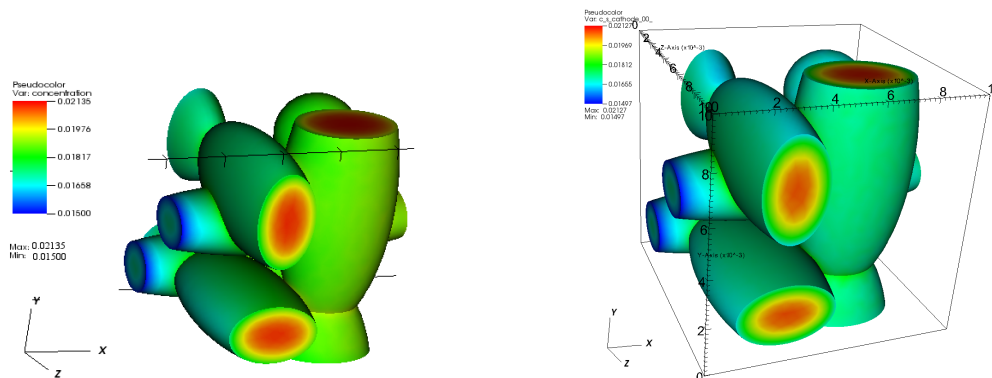 Pseudocolor
Var: concentration
0.02135
0.01976
0.01817
0.01658
0.01500
Max: 0.02135
Min: 0.01500
Y
X
Z
Pseudocolor
Var: c_s_cathode_00_
0.02127
0.01969
0.01812
0.01655
0.01497
Max: 0.02127
Min: 0.01497
0
2
4
6
8
Z-Axis (x10^-3)
X-Axis (x10^-3)
2
4
6
8
1
8
6
Y-Axis (x10^-3)
4
2
0
Y
X
Z